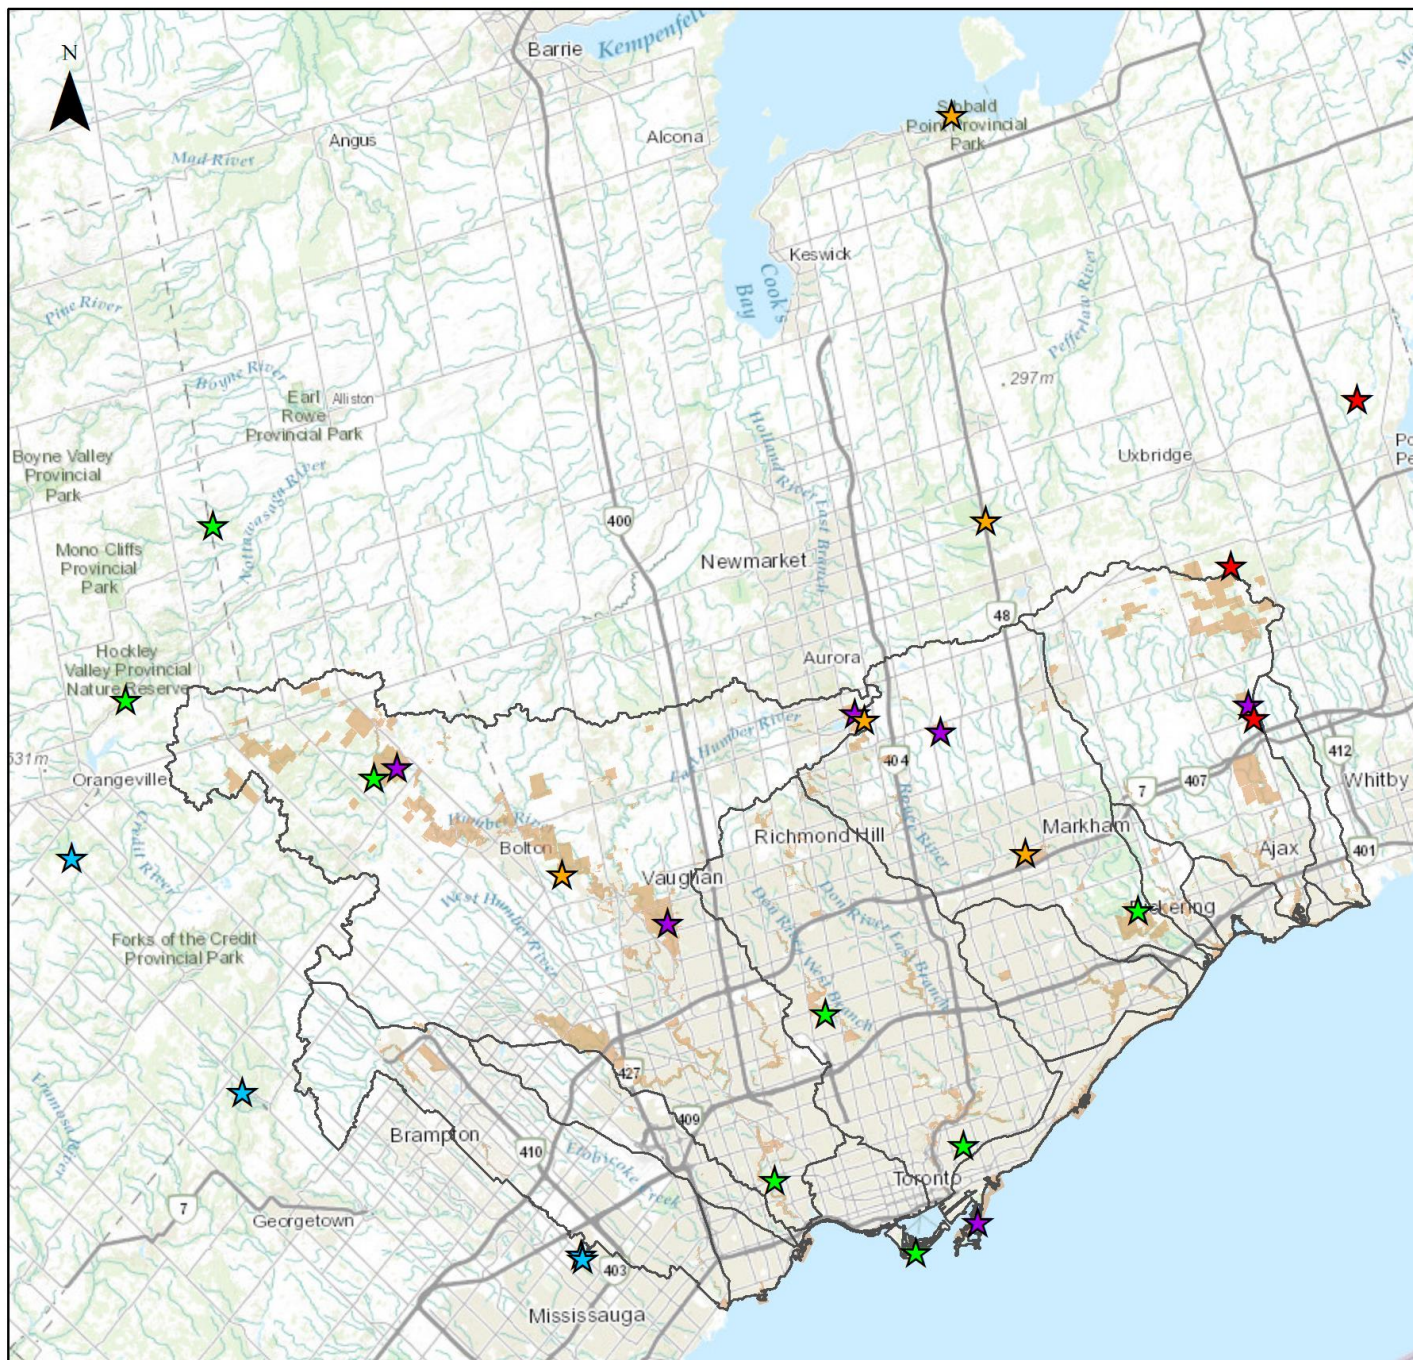 N
Barrie
Kempenfelt
Sibbald
Point Provincial
Park
Angus
Alcona
Mad River
Keswick
Cook's
Bay
Pefferlaw River
Pine River
297m
Boyne River
Earl
Rowe
Provincial Park
Alliston
Holland River East Branch
Boyne Valley
Provincial
Park
Uxbridge
Nottawasaga River
400
Mono Cliffs
Provincial
Park
Newmarket
48
Hockley
Valley Provincial
Nature Reserve
Aurora
East Humber River
531m
Orangeville
404
412
7
407
Whitby
Credit River
Humber River
Bolton
Richmond Hill
Rouge River
Markham
Ajax
401
Vaughan
West Humber River
Don River West Branch
Don River East Branch
Pickering
Forks of the Credit
Provincial Park
427
Eramosa River
409
Brampton
410
Etobicoke Creek
Toronto
7
Georgetown
403
Mississauga